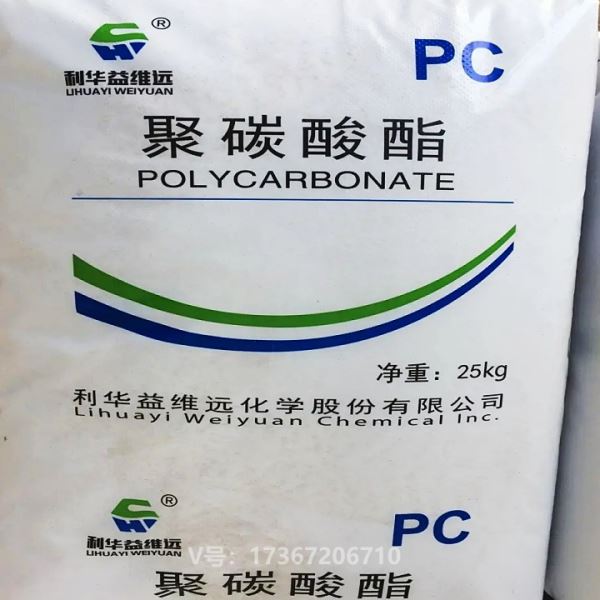 ®
PC
利华益维远
LIHUAYI WEIYUAN
聚碳酸酯
POLYCARBONATE
净重：25kg
利华益维远化学股份有限公司
Lihuayi Weiyuan Chemical Inc.
®
PC
利华益维远
LIHUAYI WEIYUAN
V号：17367206710
聚碳酸酯